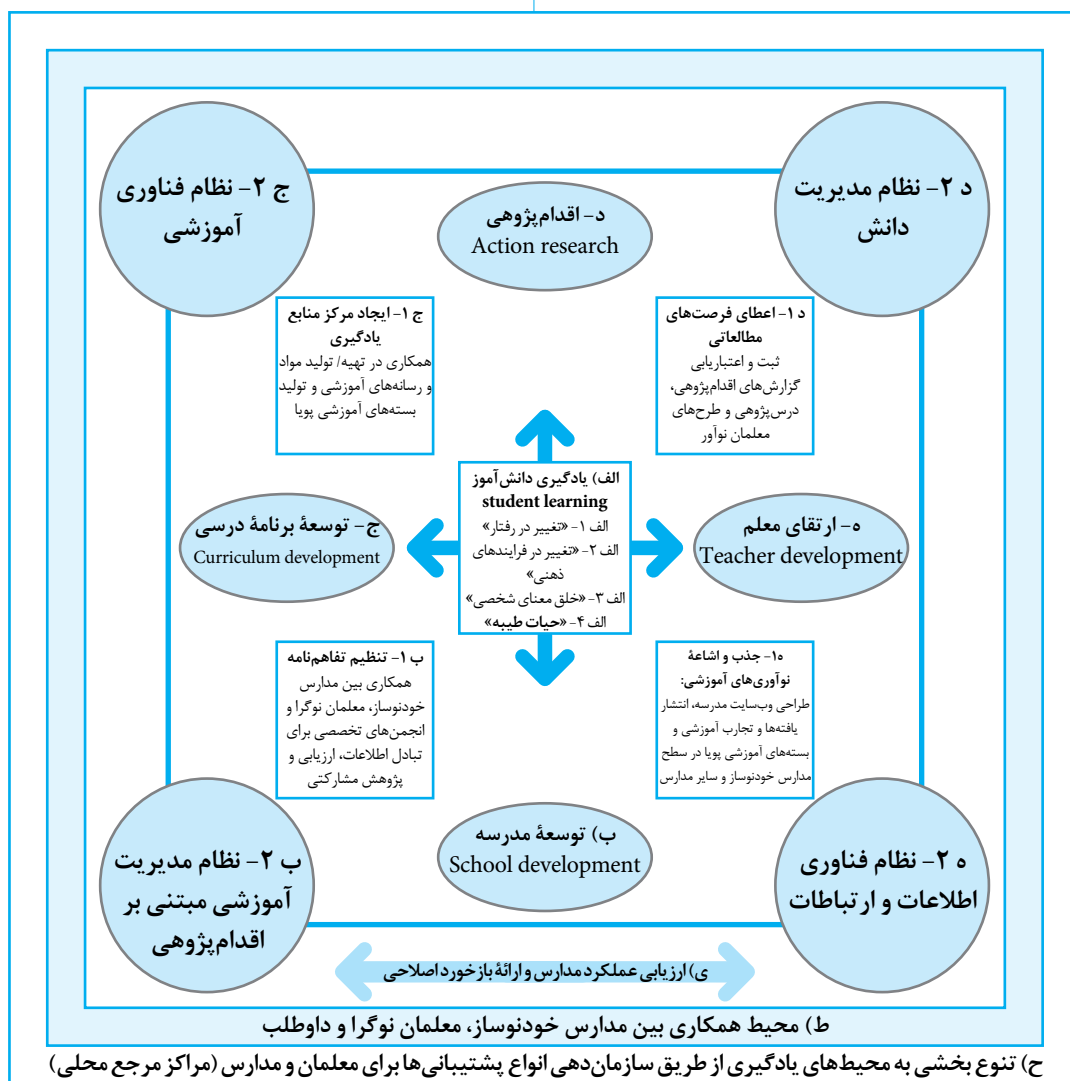 د ۲- نظام مدیریت
دانش
ج ۲- نظام فناوری
آموزشی
د- اقدام‌پژوهی
Action research
د ۱- اعطای فرصت‌های
مطالعاتی
ثبت و اعتباریابی
گزارش‌های اقدام‌پژوهی،
درس‌پژوهی و طرح‌های
معلمان نوآور
ج ۱- ایجاد مرکز منابع
یادگیری
همکاری در تهیه/ تولید مواد
و رسانه‌های آموزشی و تولید
بسته‌های آموزشی پویا
الف) یادگیری دانش‌آموز
student learning
الف ۱- «تغییر در رفتار»
الف ۲- «تغییر در فرایندهای
ذهنی»
الف ۳- «خلق معنای شخصی»
الف ۴- «حیات طیبه»
ه- ارتقای معلم
Teacher development
ج- توسعهٔ برنامهٔ درسی
Curriculum development
ه۱- جذب و اشاعهٔ
نوآوری‌های آموزشی:
طراحی وب‌سایت مدرسه، انتشار
یافته‌ها و تجارب آموزشی و
بسته‌های آموزشی پویا در سطح
مدارس خودنوساز و سایر مدارس
ب ۱- تنظیم تفاهم‌نامه
همکاری بین مدارس
خودنوساز، معلمان نوگرا و
انجمن‌های تخصصی برای
تبادل اطلاعات، ارزیابی و
پژوهش مشارکتی
ب) توسعهٔ مدرسه
School development
ه ۲- نظام فناوری
اطلاعات و ارتباطات
ب ۲- نظام مدیریت
آموزشی مبتنی بر
اقدام‌پژوهی
ی) ارزیابی عملکرد مدارس و ارائهٔ بازخورد اصلاحی
ط) محیط همکاری بین مدارس خودنوساز، معلمان نوگرا و داوطلب
ح) تنوع بخشی به محیط‌های یادگیری از طریق سازمان‌دهی انواع پشتیبانی‌ها برای معلمان و مدارس (مراکز مرجع محلی)